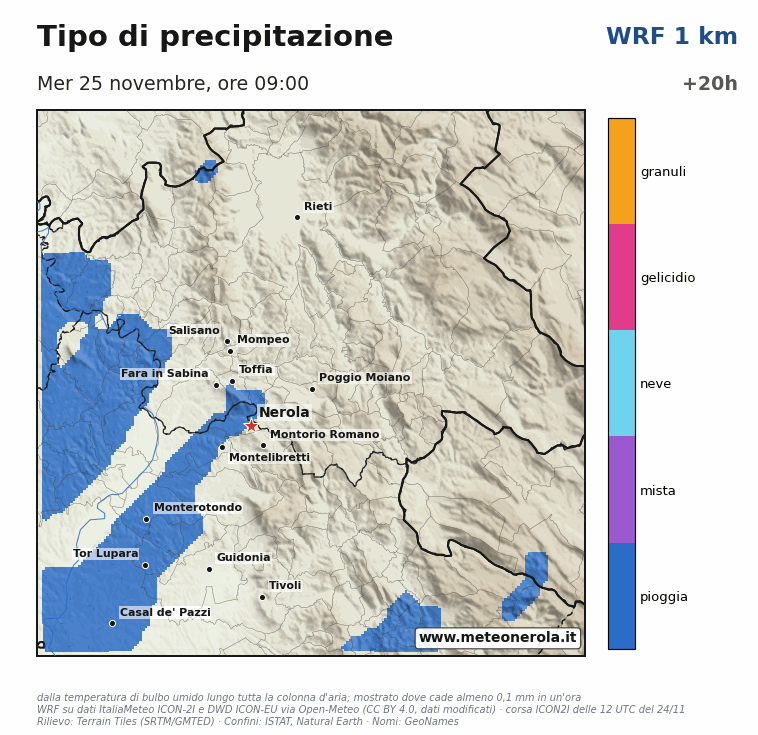 Tipo di precipitazione
WRF 1 km
Mer 25 novembre, ore 09:00
+20h
granuli
gelicidio
neve
mista
pioggia
Rieti
Salisano
Mompeo
Toffia
Fara in Sabina
Poggio Moiano
Nerola
Montorio Romano
Montelibretti
Monterotondo
Tor Lupara
Guidonia
Tivoli
Casal de' Pazzi
www.meteonerola.it
dalla temperatura di bulbo umido lungo tutta la colonna d'aria; mostrato dove cade almeno 0,1 mm in un'ora
WRF su dati ItaliaMeteo ICON-2I e DWD ICON-EU via Open-Meteo (CC BY 4.0, dati modificati) · corsa ICON2I delle 12 UTC del 24/11
Rilievo: Terrain Tiles (SRTM/GMTED) · Confini: ISTAT, Natural Earth · Nomi: GeoNames